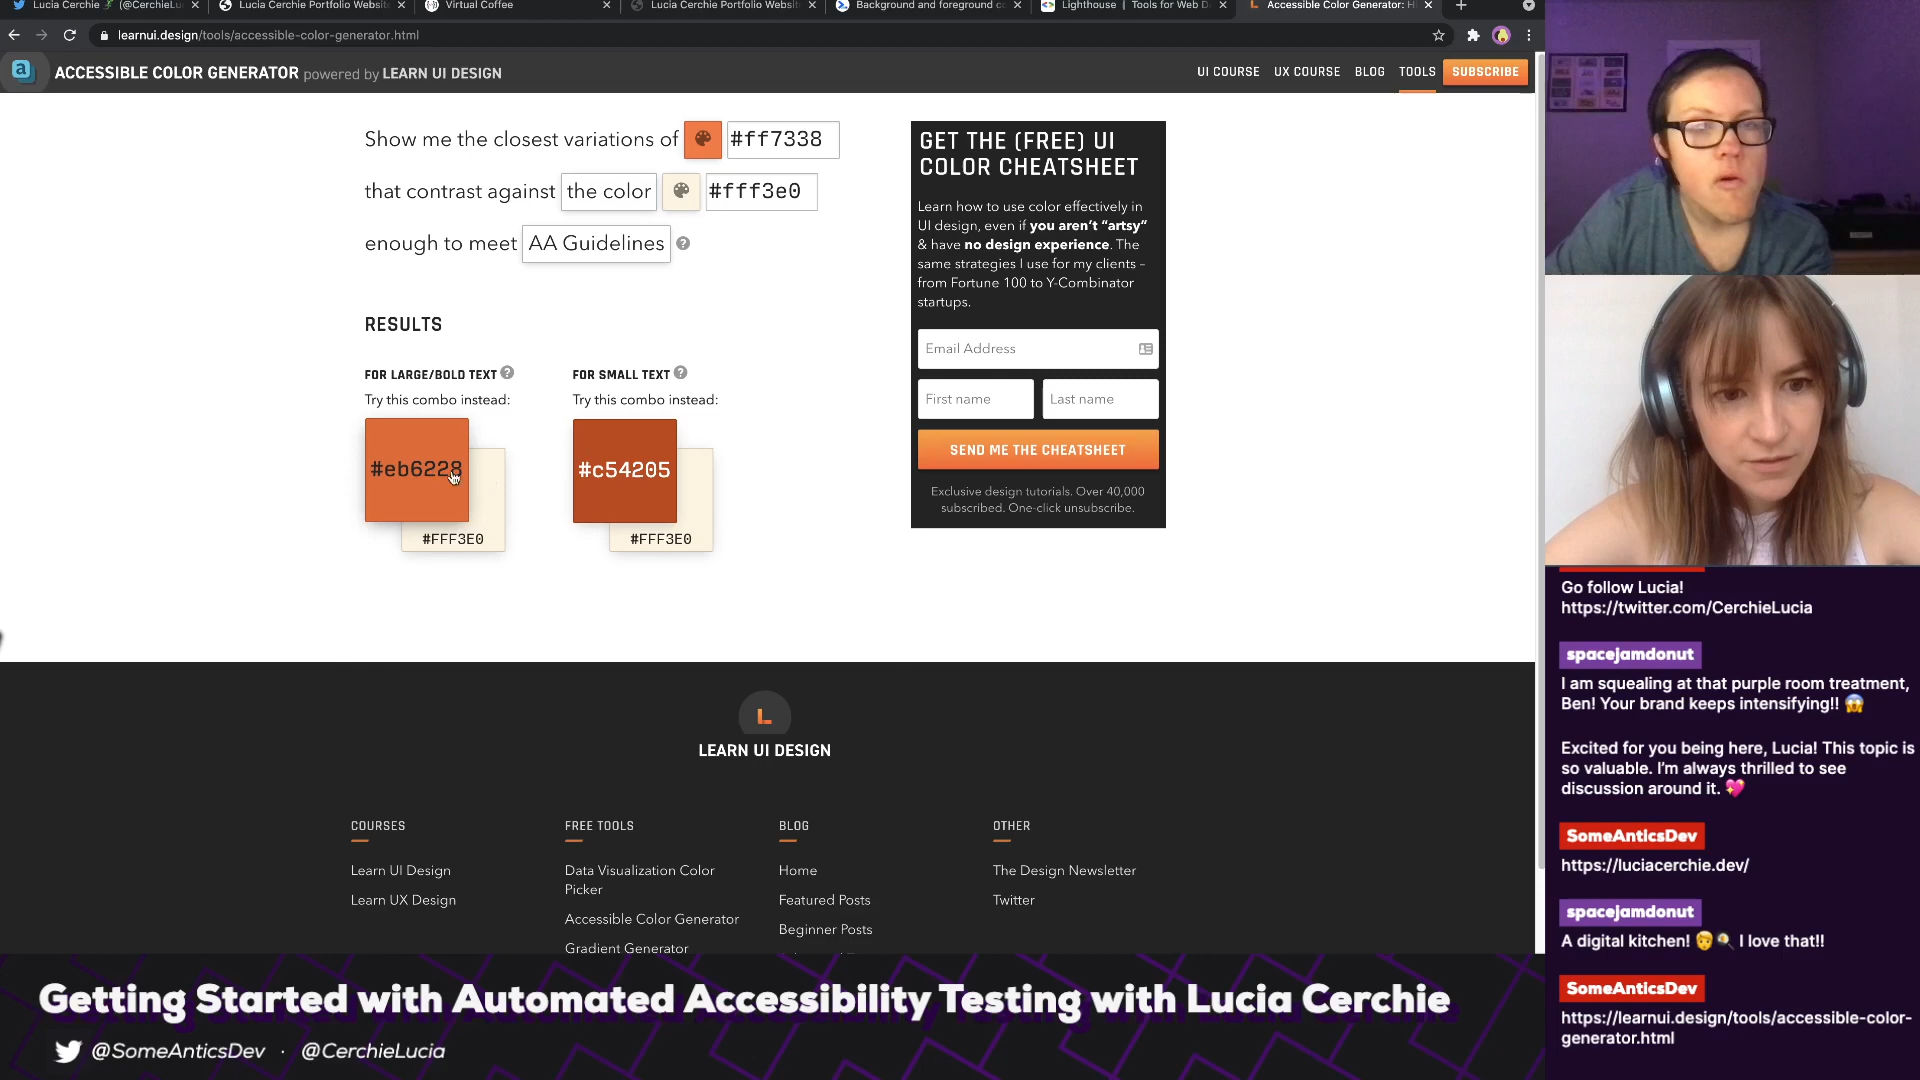 Lucia Cerchie
(@CerchieLu
Lucia Cerchie Portfolio Website
Virtual Coffee
Lucia Cerchie Portfolio Websit
Background and foreground co
Lighthouse | Tools for Web D
Accessible Color Generator: H
learnui.design/tools/accessible-color-generator.html
a
ACCESSIBLE COLOR GENERATOR powered by LEARN UI DESIGN
UI COURSE
UX COURSE
BLOG
TOOLS
SUBSCRIBE
Show me the closest variations of #ff7338
that contrast against the color #fff3e0
enough to meet AA Guidelines ?
RESULTS
FOR LARGE/BOLD TEXT ?
Try this combo instead:
#eb6228
#FFF3E0
FOR SMALL TEXT ?
Try this combo instead:
#c54205
#FFF3E0
GET THE (FREE) UI
COLOR CHEATSHEET
Learn how to use color effectively in
UI design, even if you aren't “artsy”
& have no design experience. The
same strategies I use for my clients –
from Fortune 100 to Y-Combinator
startups.
Email Address
First name
Last name
SEND ME THE CHEATSHEET
Exclusive design tutorials. Over 40,000
subscribed. One-click unsubscribe.
L
LEARN UI DESIGN
COURSES
Learn UI Design
Learn UX Design
FREE TOOLS
Data Visualization Color
Picker
Accessible Color Generator
Gradient Generator
BLOG
Home
Featured Posts
Beginner Posts
OTHER
The Design Newsletter
Twitter
Go follow Lucia!
https://twitter.com/CerchieLucia
spacejamdonut
I am squealing at that purple room treatment,
Ben! Your brand keeps intensifying!! 😱
Excited for you being here, Lucia! This topic is
so valuable. I'm always thrilled to see
discussion around it. 💖
SomeAnticsDev
https://luciacerchie.dev/
spacejamdonut
A digital kitchen! 🧑‍🍳 I love that!!
SomeAnticsDev
https://learnui.design/tools/accessible-color-
generator.html
Getting Started with Automated Accessibility Testing with Lucia Cerchie
@SomeAnticsDev · @CerchieLucia